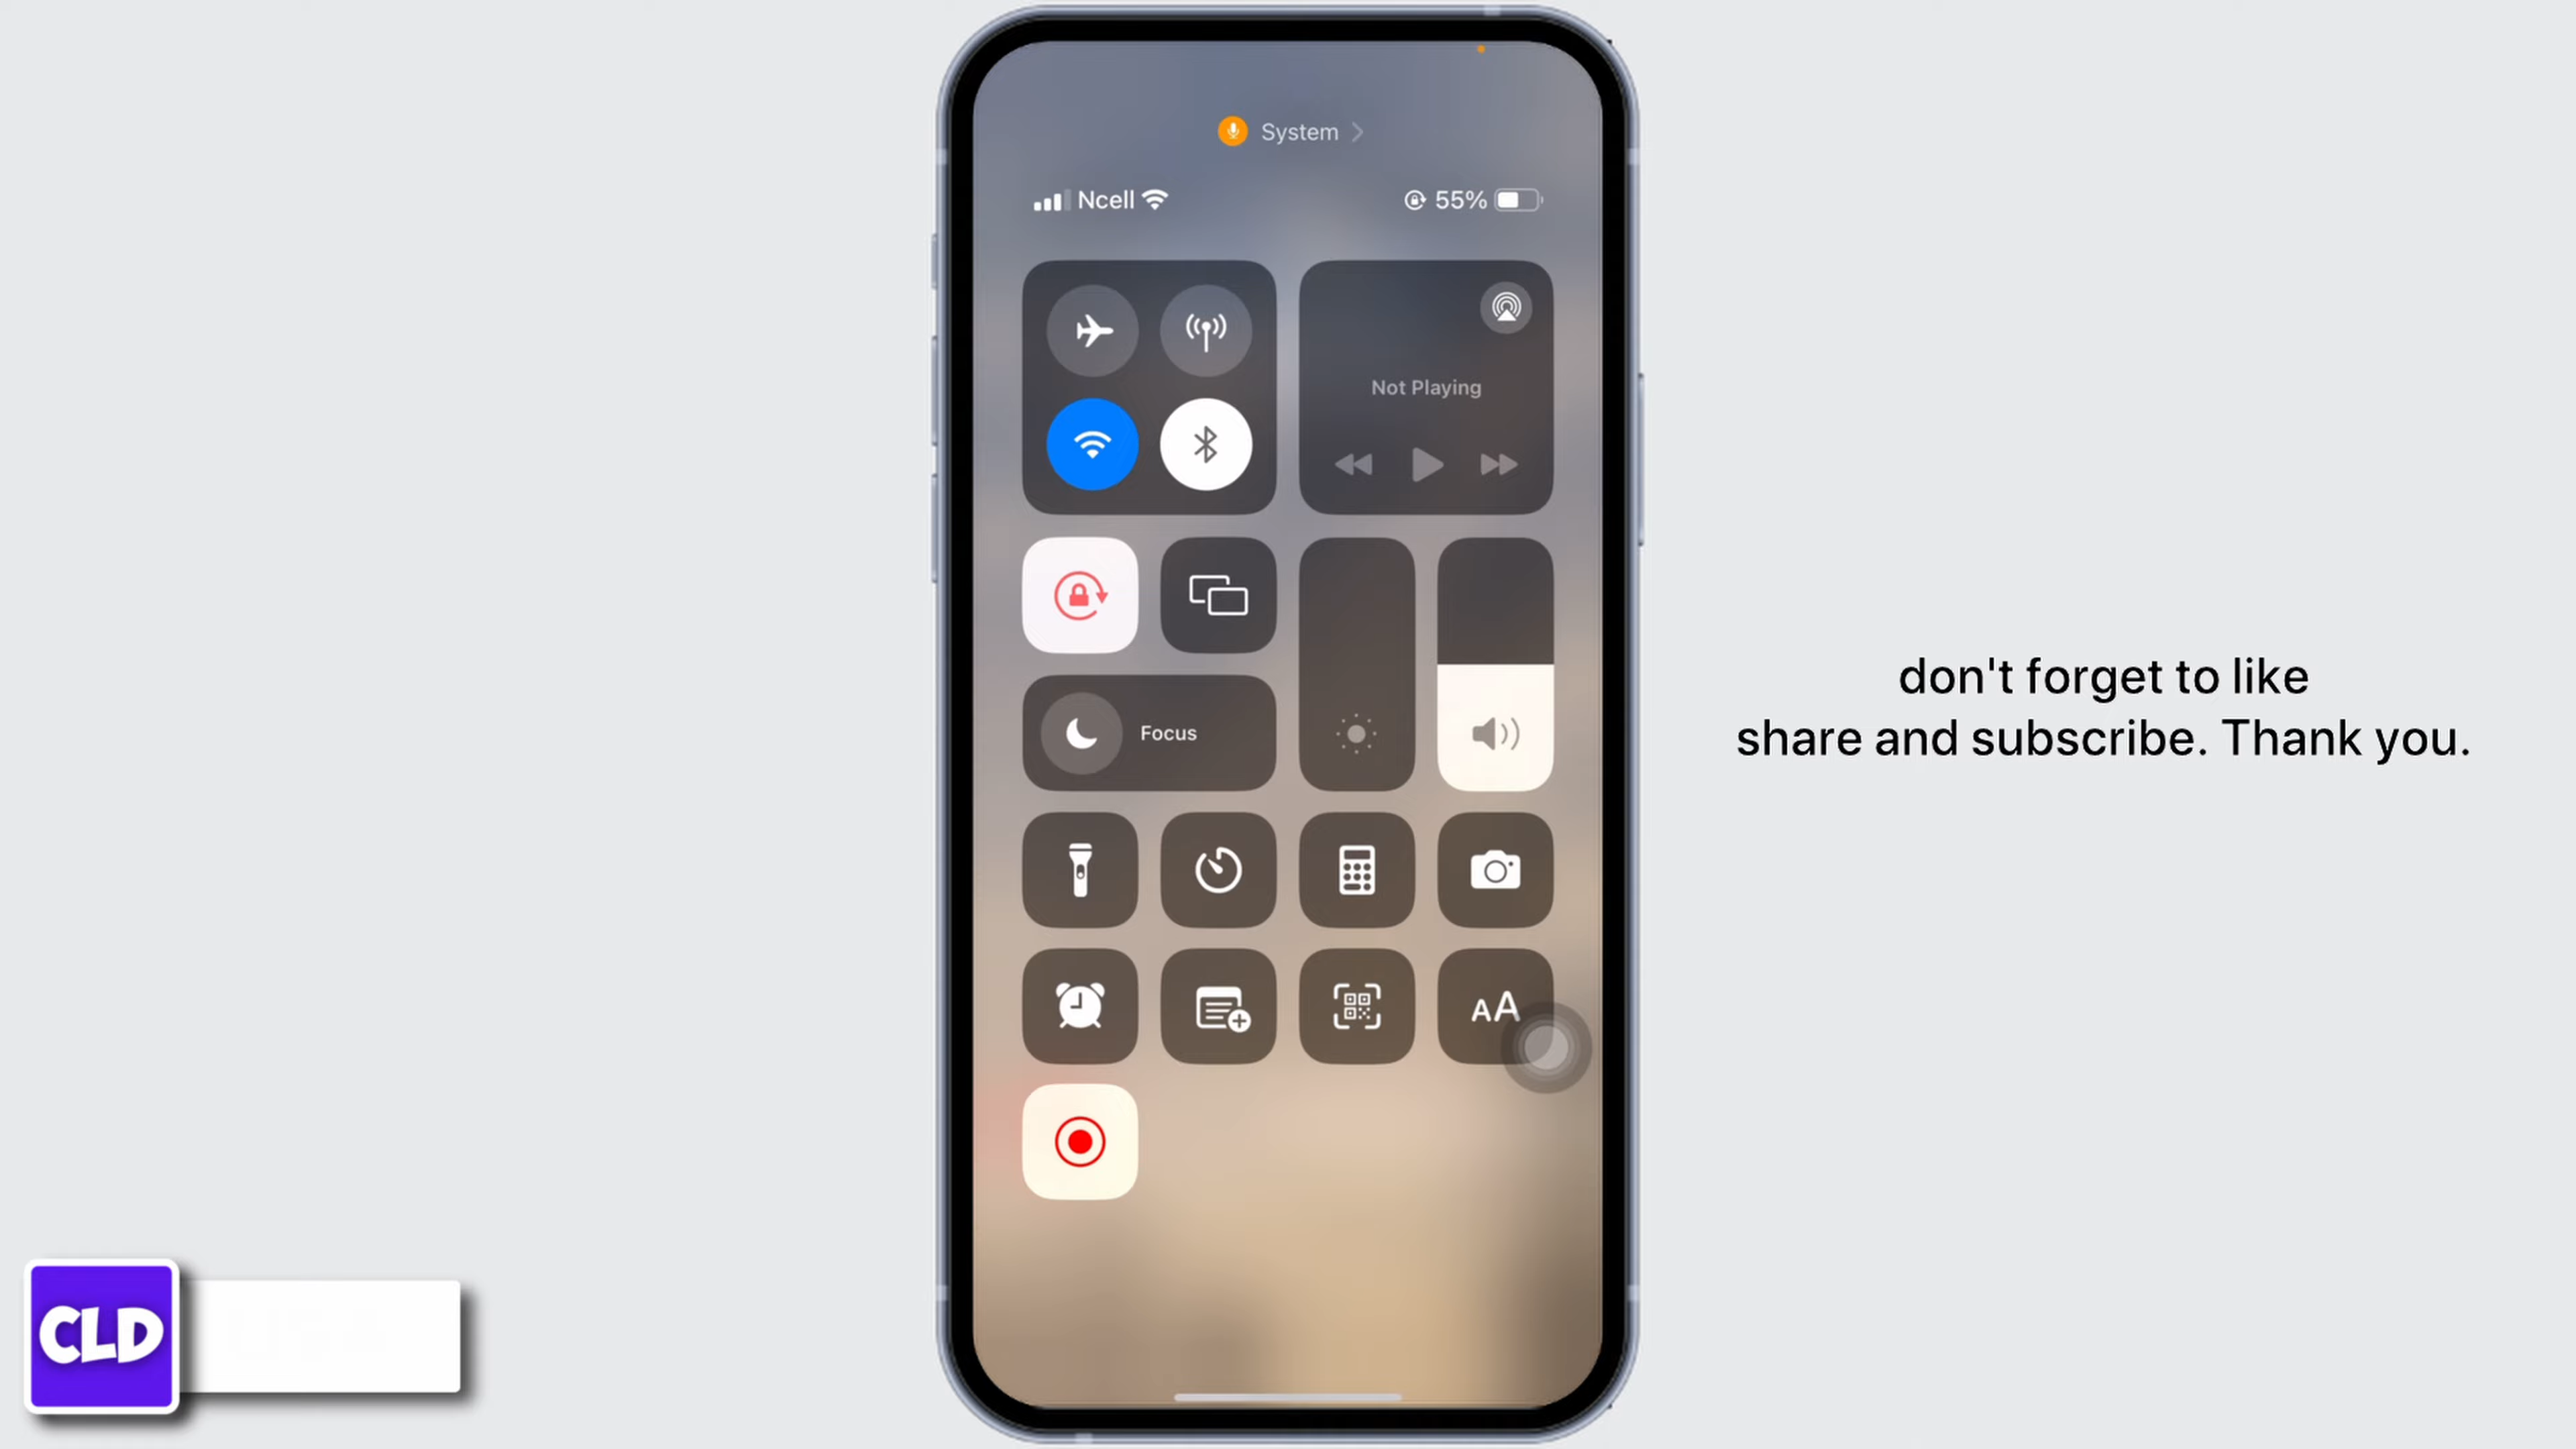 System
Ncell
55%
Not Playing
Focus
AA
don't forget to like
share and subscribe. Thank you.
CLD